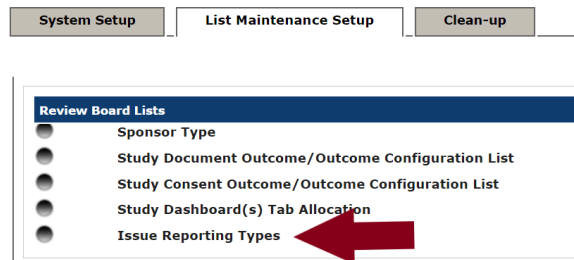 System Setup
List Maintenance Setup
Clean-up
Review Board Lists
Sponsor Type
Study Document Outcome/Outcome Configuration List
Study Consent Outcome/Outcome Configuration List
Study Dashboard(s) Tab Allocation
Issue Reporting Types